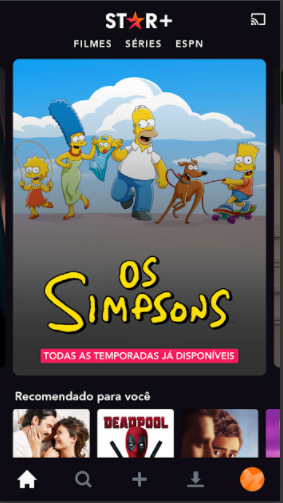 STAR+
FILMES SÉRIES ESPN
OS
SIMPSONS
TODAS AS TEMPORADAS JÁ DISPONÍVEIS
Recomendado para você
DEADPOOL